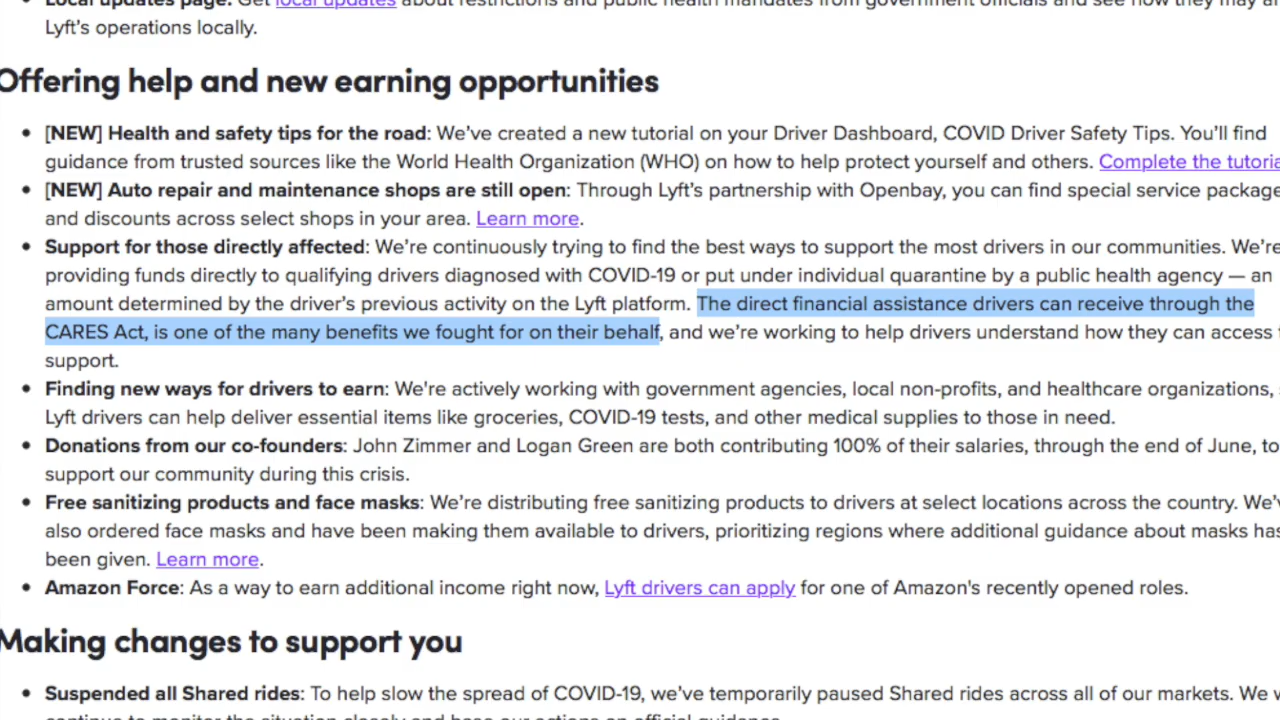 Local updates page: Get local updates about restrictions and public health mandates from government officials and see how they may
Lyft's operations locally.
Offering help and new earning opportunities
• [NEW] Health and safety tips for the road: We've created a new tutorial on your Driver Dashboard, COVID Driver Safety Tips. You'll find
guidance from trusted sources like the World Health Organization (WHO) on how to help protect yourself and others. Complete the
• [NEW] Auto repair and maintenance shops are still open: Through Lyft's partnership with Openbay, you can find special service
and discounts across select shops in your area. Learn more.
• Support for those directly affected: We're continuously trying to find the best ways to support the most drivers in our communities. We're
providing funds directly to qualifying drivers diagnosed with COVID-19 or put under individual quarantine by a public health agency — an
amount determined by the driver's previous activity on the Lyft platform. The direct financial assistance drivers can receive through the
CARES Act, is one of the many benefits we fought for on their behalf, and we're working to help drivers understand how they can access
support.
• Finding new ways for drivers to earn: We're actively working with government agencies, local non-profits, and healthcare organizations,
Lyft drivers can help deliver essential items like groceries, COVID-19 tests, and other medical supplies to those in need.
• Donations from our co-founders: John Zimmer and Logan Green are both contributing 100% of their salaries, through the end of June, to
support our community during this crisis.
• Free sanitizing products and face masks: We're distributing free sanitizing products to drivers at select locations across the country.
also ordered face masks and have been making them available to drivers, prioritizing regions where additional guidance about masks has
been given. Learn more.
• Amazon Force: As a way to earn additional income right now, Lyft drivers can apply for one of Amazon's recently opened roles.
Making changes to support you
• Suspended all Shared rides: To help slow the spread of COVID-19, we've temporarily paused Shared rides across all of our markets. We
continue to monitor the situation closely and base our actions on official guidance.